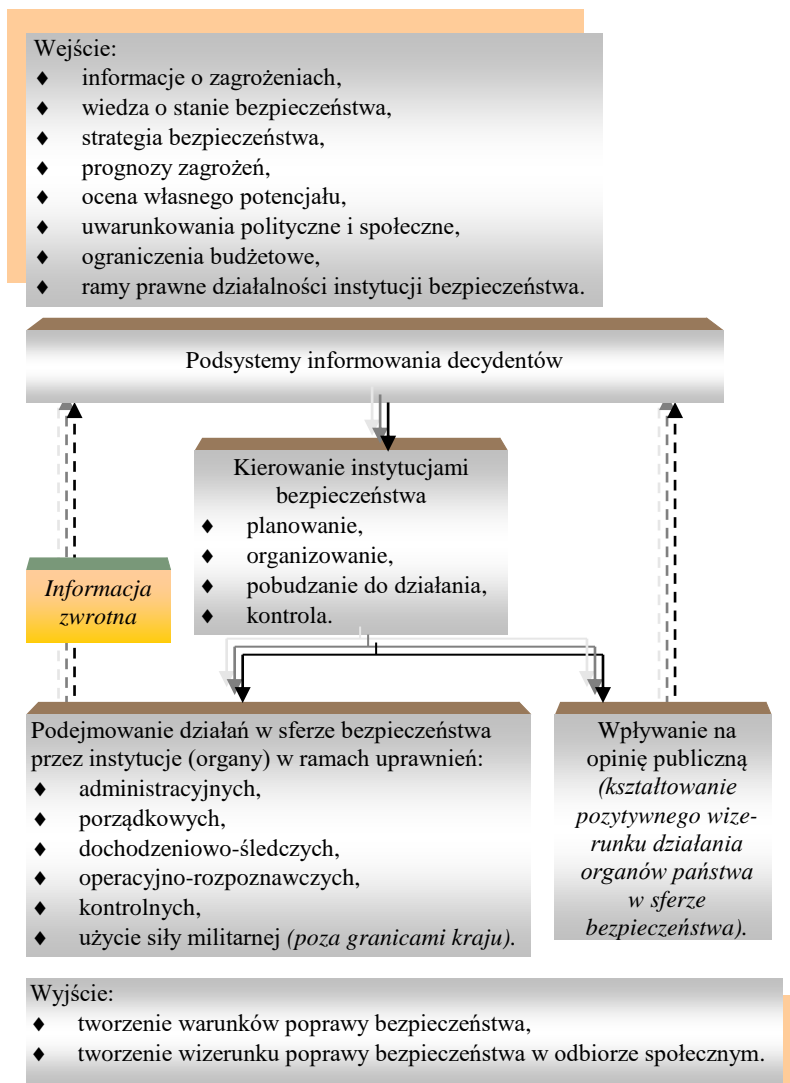 Wejście:
♦ informacje o zagrożeniach,
♦ wiedza o stanie bezpieczeństwa,
♦ strategia bezpieczeństwa,
♦ prognozy zagrożeń,
♦ ocena własnego potencjału,
♦ uwarunkowania polityczne i społeczne,
♦ ograniczenia budżetowe,
♦ ramy prawne działalności instytucji bezpieczeństwa.
Podsystemy informowania decydentów
Kierowanie instytucjami
bezpieczeństwa
♦ planowanie,
♦ organizowanie,
♦ pobudzanie do działania,
♦ kontrola.
Informacja
zwrotna
Podejmowanie działań w sferze bezpieczeństwa
przez instytucje (organy) w ramach uprawnień:
♦ administracyjnych,
♦ porządkowych,
♦ dochodzeniowo-śledczych,
♦ operacyjno-rozpoznawczych,
♦ kontrolnych,
♦ użycie siły militarnej (poza granicami kraju).
Wpływanie na
opinię publiczną
(kształtowanie
pozytywnego wize-
runku działania
organów państwa
w sferze
bezpieczeństwa).
Wyjście:
♦ tworzenie warunków poprawy bezpieczeństwa,
♦ tworzenie wizerunku poprawy bezpieczeństwa w odbiorze społecznym.